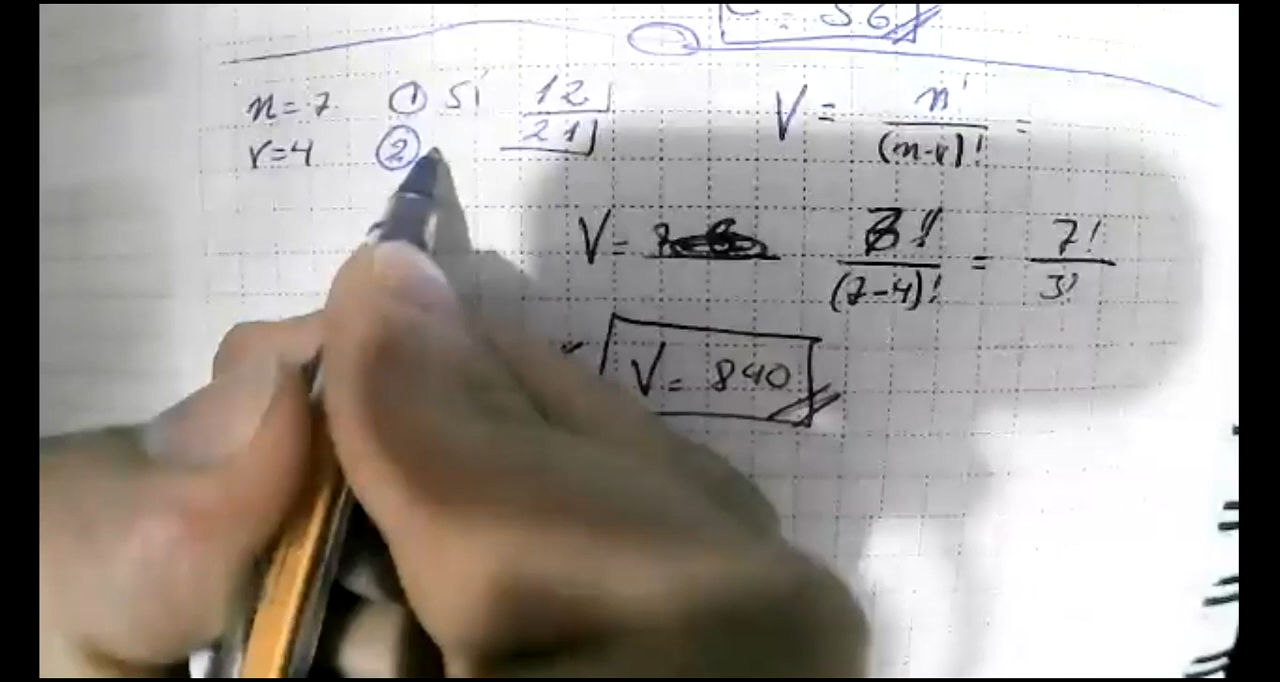 = 56
n = 7 ① Sí 12 V = n! / (n-r)! =
r = 4 ② 21
V = 7! / (7-4)! = 7! / 3!
V = 840